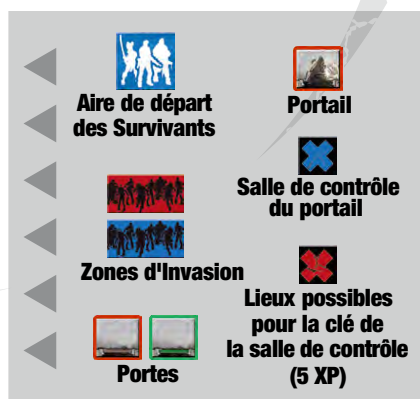 Aire de départ
des Survivants
Portail
Salle de contrôle
du portail
Zones d'Invasion
Lieux possibles
pour la clé de
la salle de contrôle
(5 XP)
Portes